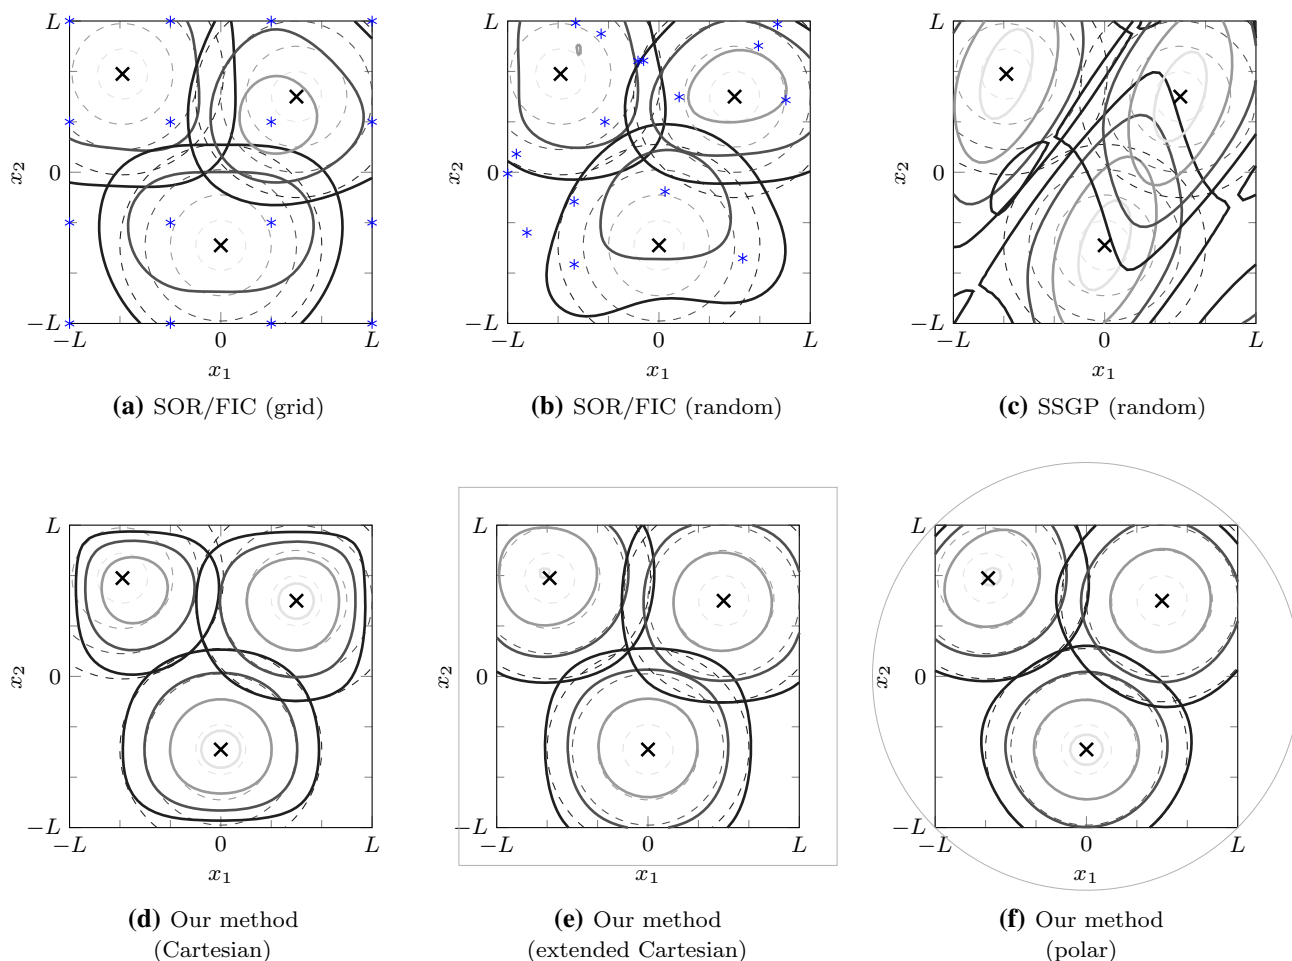 L
0
−L
x2
−L
0
L
x1
(a) SOR/FIC (grid)
L
0
−L
x2
−L
0
L
x1
(b) SOR/FIC (random)
L
0
−L
x2
−L
0
L
x1
(c) SSGP (random)
L
0
−L
x2
−L
0
L
x1
(d) Our method
(Cartesian)
L
0
−L
x2
−L
0
L
x1
(e) Our method
(extended Cartesian)
L
0
−L
x2
−L
0
L
x1
(f) Our method
(polar)